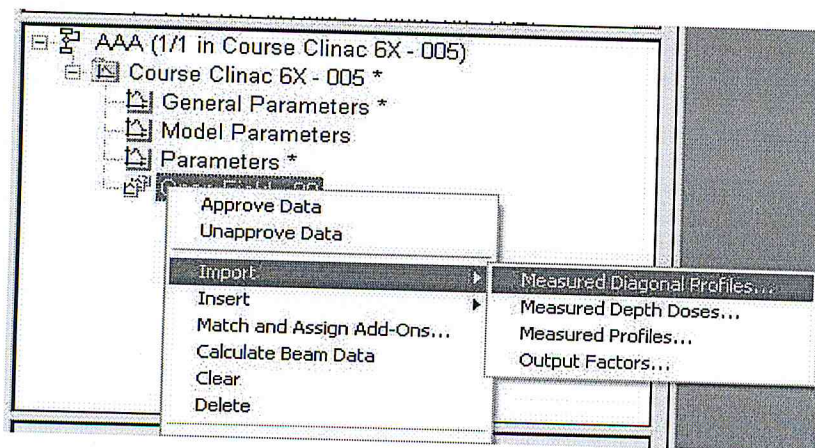 AAA (1/1 in Course Clinac 6X - 005)
Course Clinac 6X - 005 *
General Parameters *
Model Parameters
Parameters *
Approve Data
Unapprove Data
Import
Insert
Match and Assign Add-Ons...
Calculate Beam Data
Clear
Delete
Measured Diagonal Profiles...
Measured Depth Doses...
Measured Profiles...
Output Factors...